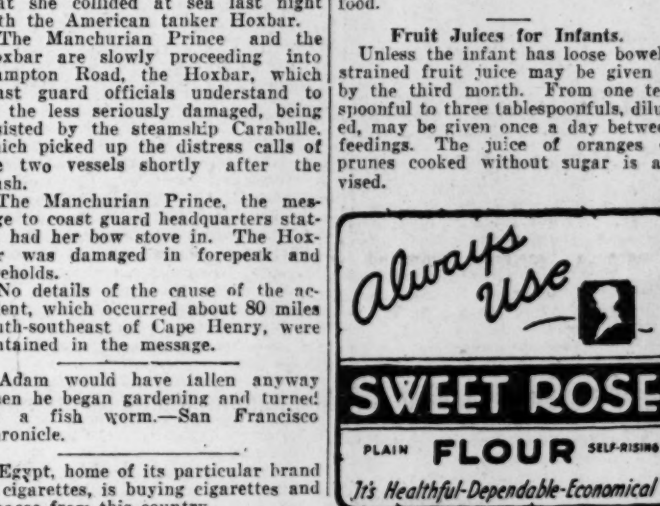 at she collided at sea last night
th the American tanker Hoxbar.
The Manchurian Prince and the
oxbar are slowly proceeding into
ampton Road, the Hoxbar, which
ast guard officials understand to
the less seriously damaged, being
sisted by the steamship Carabulle,
hich picked up the distress calls of
e two vessels shortly after the
ash.
The Manchurian Prince, the mes-
ge to coast guard headquarters stat-
had her bow stove in. The Hox-
r was damaged in forepeak and
eholds.
No details of the cause of the ac-
ent, which occurred about 80 miles
uth-southeast of Cape Henry, were
ntained in the message.
Adam would have fallen anyway
en he began gardening and turned
a fish worm.—San Francisco
ronicle.
Egypt, home of its particular brand
cigarettes, is buying cigarettes and
from this country.
food.
Fruit Juices for Infants.
Unless the infant has loose bowel
strained fruit juice may be given
by the third month. From one te
spoonful to three tablespoonfuls, dilu
ed, may be given once a day betwee
feedings. The juice of oranges
prunes cooked without sugar is a
vised.
Always
Use
SWEET ROSE
PLAIN FLOUR SELF-RISING
It's Healthful-Dependable-Economical